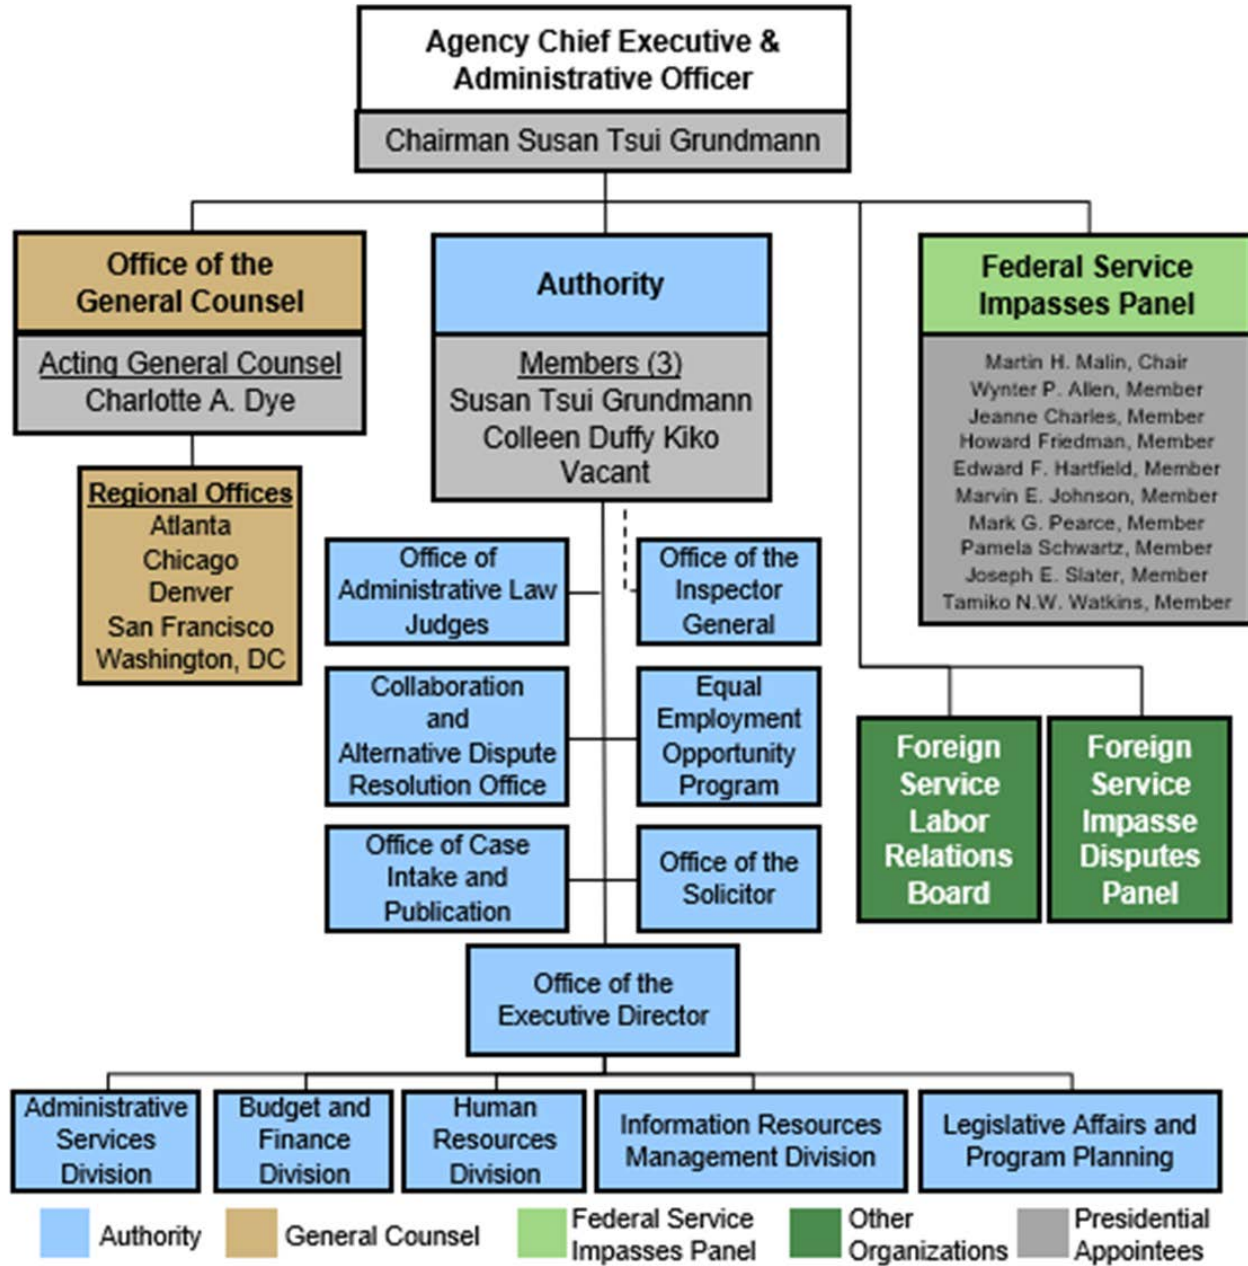 Agency Chief Executive &
Administrative Officer
Chairman Susan Tsui Grundmann
Office of the
General Counsel
Acting General Counsel
Charlotte A. Dye
Regional Offices
Atlanta
Chicago
Denver
San Francisco
Washington, DC
Authority
Members (3)
Susan Tsui Grundmann
Colleen Duffy Kiko
Vacant
Federal Service
Impasses Panel
Martin H. Malin, Chair
Wynter P. Allen, Member
Jeanne Charles, Member
Howard Friedman, Member
Edward F. Hartfield, Member
Marvin E. Johnson, Member
Mark G. Pearce, Member
Pamela Schwartz, Member
Joseph E. Slater, Member
Tamiko N.W. Watkins, Member
Office of
Administrative Law
Judges
Office of the
Inspector
General
Collaboration
and
Alternative Dispute
Resolution Office
Equal
Employment
Opportunity
Program
Office of Case
Intake and
Publication
Office of the
Solicitor
Foreign
Service
Labor
Relations
Board
Foreign
Service
Impasse
Disputes
Panel
Office of the
Executive Director
Administrative
Services
Division
Budget and
Finance
Division
Human
Resources
Division
Information Resources
Management Division
Legislative Affairs and
Program Planning
Authority
General Counsel
Federal Service
Impasses Panel
Other
Organizations
Presidential
Appointees